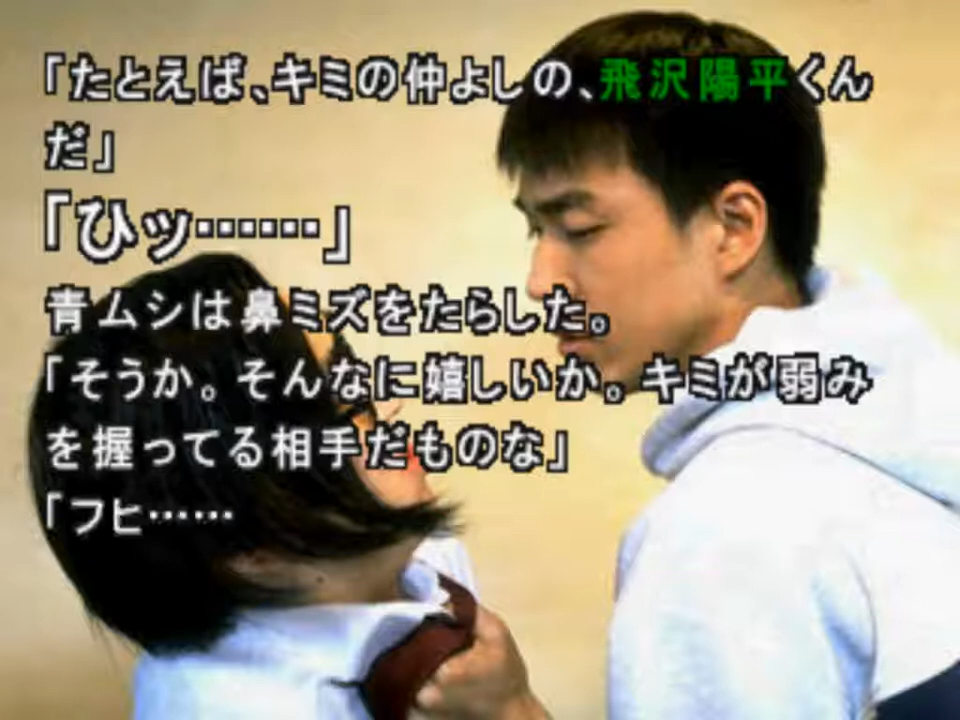 「たとえば、キミの仲よしの、飛沢陽平くん
だ」
「ひッ……」
青ムシは鼻ミズをたらした。
「そうか。そんなに嬉しいか。キミが弱み
を握ってる相手だものな」
「フヒ……